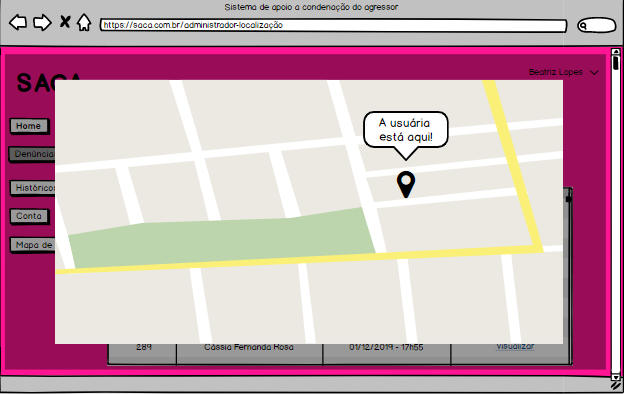 Sistema de apoio a condenação do agressor
https://saca.com.br/administrador-localização
SACA
Beatriz Lopes
A usuária
está aqui!
Home
Denúncias
Históricos
Conta
Mapa de
289 Cássia Fernanda Rosa 01/12/2019 - 17h55 Visualizar